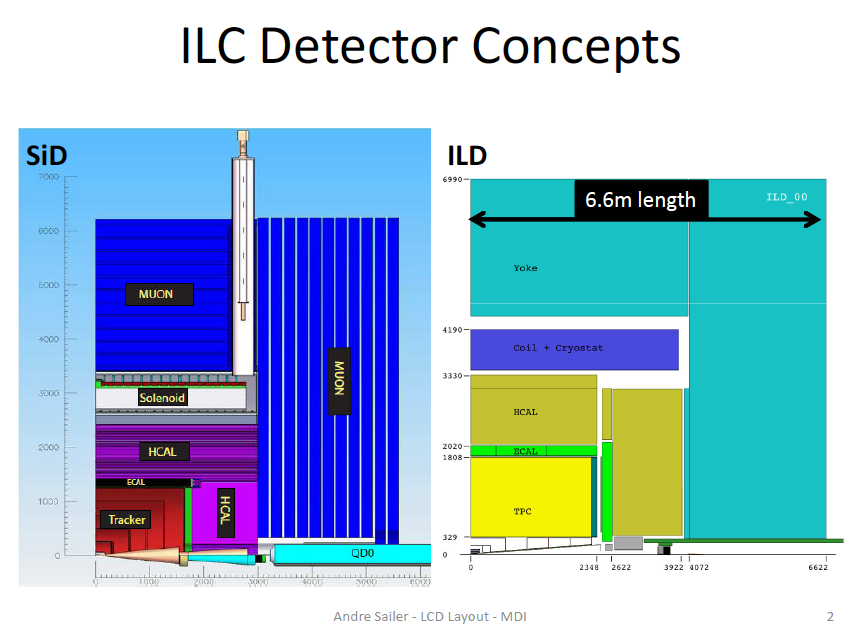 ILC Detector Concepts
SiD
7000
6000
5000
4000
3000
2000
1000
0
MUON
MUON
Solenoid
HCAL
ECAL
HCAL
Tracker
QD0
0
1000
2000
3000
4000
5000
6000
ILD
6990
6.6m length
ILD_00
Yoke
4190
Coil + Cryostat
3330
HCAL
2020
ECAL
1808
TPC
329
0
0
2348
2622
3922
4072
6622
Andre Sailer - LCD Layout - MDI
2